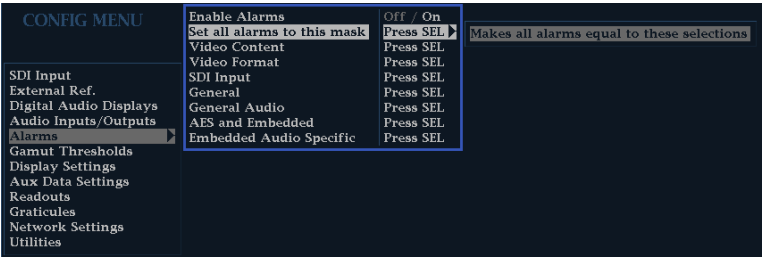 CONFIG MENU
SDI Input
External Ref.
Digital Audio Displays
Audio Inputs/Outputs
Alarms
Gamut Thresholds
Display Settings
Aux Data Settings
Readouts
Graticules
Network Settings
Utilities
Enable Alarms Off / On
Set all alarms to this mask Press SEL
Video Content Press SEL
Video Format Press SEL
SDI Input Press SEL
General Press SEL
General Audio Press SEL
AES and Embedded Press SEL
Embedded Audio Specific Press SEL
Makes all alarms equal to these selections